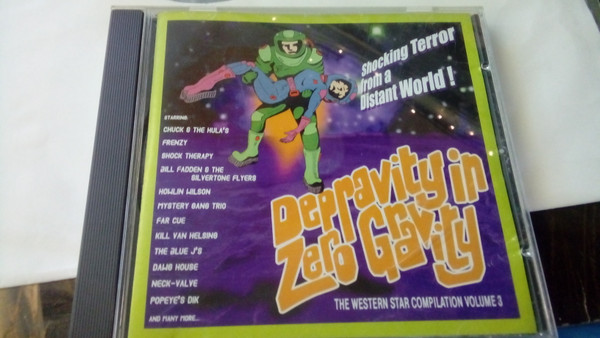 Shocking Terror
from a
Distant World !
STARRING
CHUCK & THE HULA'S
FRENZY
SHOCK THERAPY
BILL FADDEN & THE
SILVERTONE FLYERS
HOWLIN WILSON
MYSTERY GANG TRIO
FAR CUE
KILL VAN HELSING
THE BLUE J'S
DAWG HOUSE
NECK-VALVE
POPEYE'S DIK
AND MANY MORE...
Depravity in
Zero Gravity
THE WESTERN STAR COMPILATION VOLUME 3